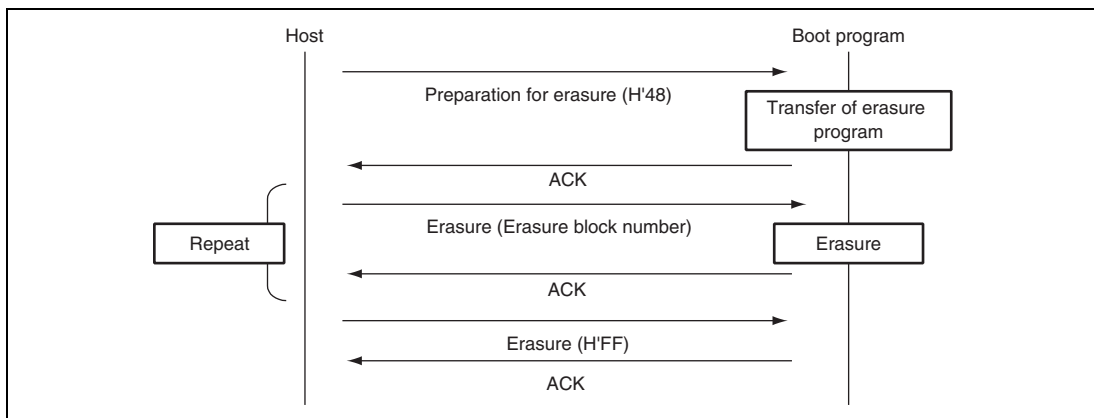 Host
Boot program
Preparation for erasure (H'48)
Transfer of erasure
program
ACK
Erasure (Erasure block number)
Repeat
Erasure
ACK
Erasure (H'FF)
ACK